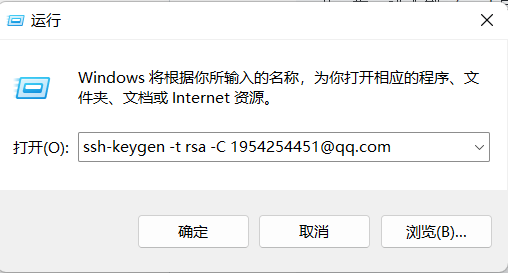 运行
Windows 将根据你所输入的名称，为你打开相应的程序、文
件夹、文档或 Internet 资源。
打开(O): ssh-keygen -t rsa -C 1954254451@qq.com
确定 取消 浏览(B)...